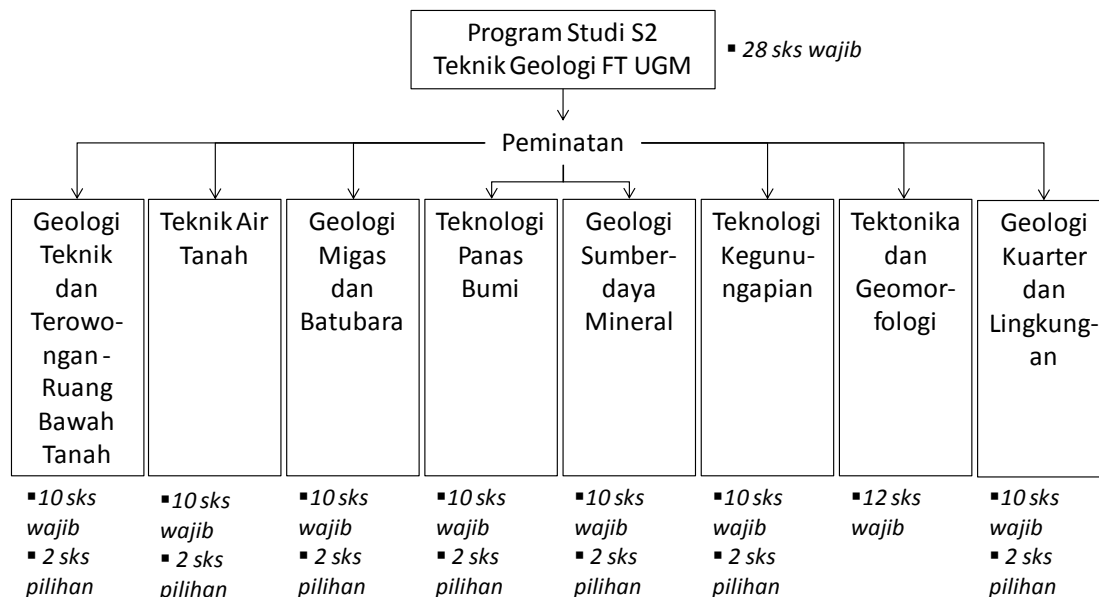 Program Studi S2
Teknik Geologi FT UGM
▪ 28 sks wajib
Peminatan
Geologi
Teknik
dan
Terowo-
ngan -
Ruang
Bawah
Tanah
Teknik Air
Tanah
Geologi
Migas
dan
Batubara
Teknologi
Panas
Bumi
Geologi
Sumber-
daya
Mineral
Teknologi
Kegunu-
ngapian
Tektonika
dan
Geomor-
fologi
Geologi
Kuarter
dan
Lingkung-
an
▪10 sks
wajib
▪ 2 sks
pilihan
▪10 sks
wajib
▪ 2 sks
pilihan
▪10 sks
wajib
▪ 2 sks
pilihan
▪10 sks
wajib
▪ 2 sks
pilihan
▪10 sks
wajib
▪ 2 sks
pilihan
▪10 sks
wajib
▪ 2 sks
pilihan
▪12 sks
wajib
▪10 sks
wajib
▪ 2 sks
pilihan